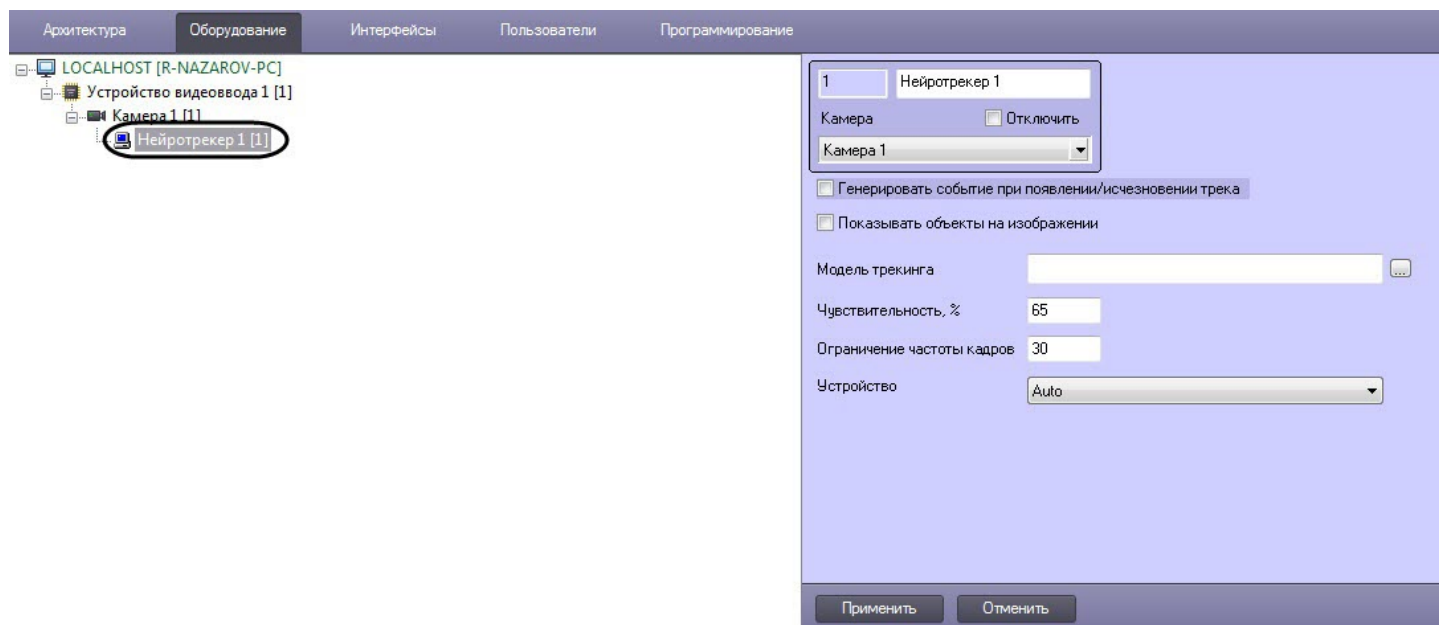 Архитектура Оборудование Интерфейсы Пользователи Программирование
LOCALHOST [R-NAZAROV-PC]
Устройство видеоввода 1 [1]
Камера 1 [1]
Нейротрекер 1 [1]
1 Нейротрекер 1
Камера Отключить
Камера 1
Генерировать событие при появлении/исчезновении трека
Показывать объекты на изображении
Модель трекинга ...
Чувствительность, % 65
Ограничение частоты кадров 30
Устройство Auto
Применить Отменить